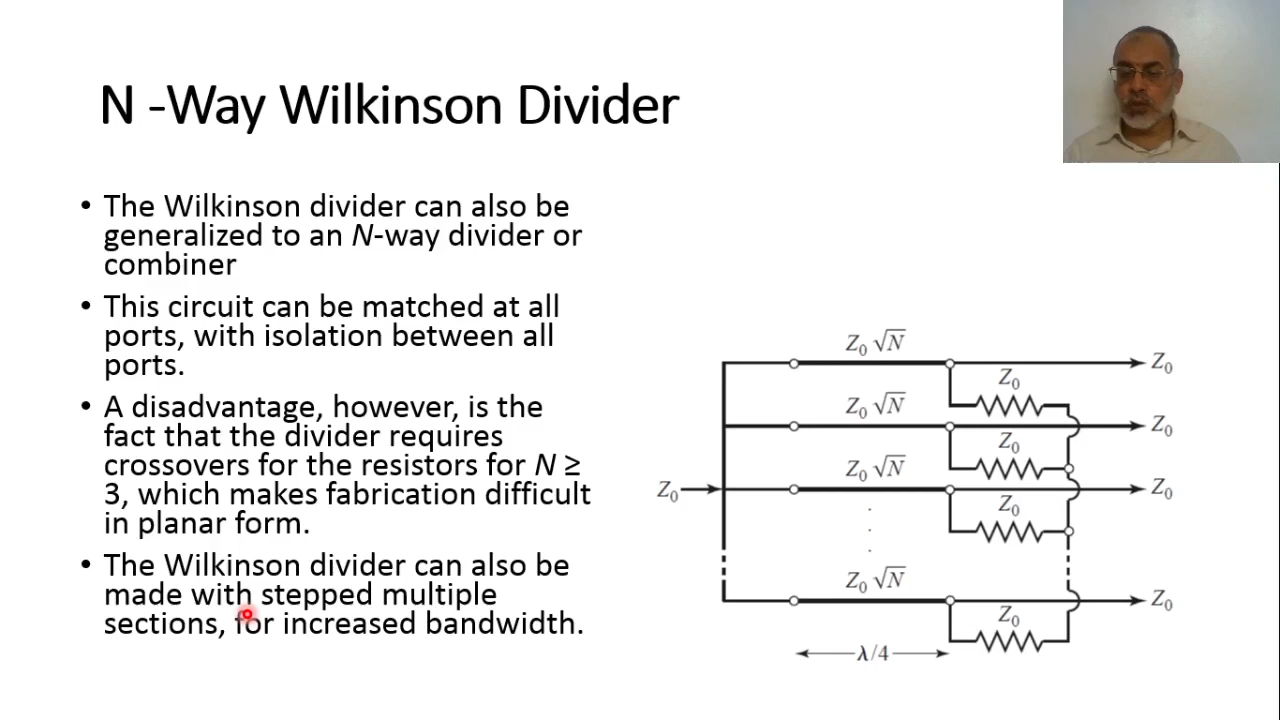 N -Way Wilkinson Divider
• The Wilkinson divider can also be
generalized to an N-way divider or
combiner
• This circuit can be matched at all
ports, with isolation between all
ports.
• A disadvantage, however, is the
fact that the divider requires
crossovers for the resistors for N ≥
3, which makes fabrication difficult
in planar form.
• The Wilkinson divider can also be
made with stepped multiple
sections, for increased bandwidth.
Z₀ √N
Z₀
Z₀
Z₀ √N
Z₀
Z₀
Z₀ √N
Z₀
Z₀
Z₀
Z₀ √N
Z₀
Z₀
λ/4